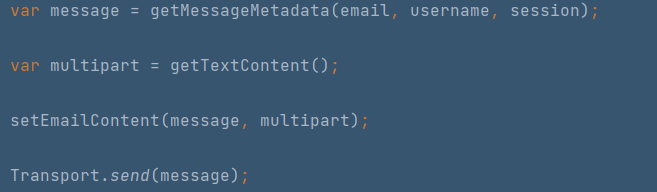 var message = getMessageMetadata(email, username, session);
var multipart = getTextContent();
setEmailContent(message, multipart);
Transport.send(message);